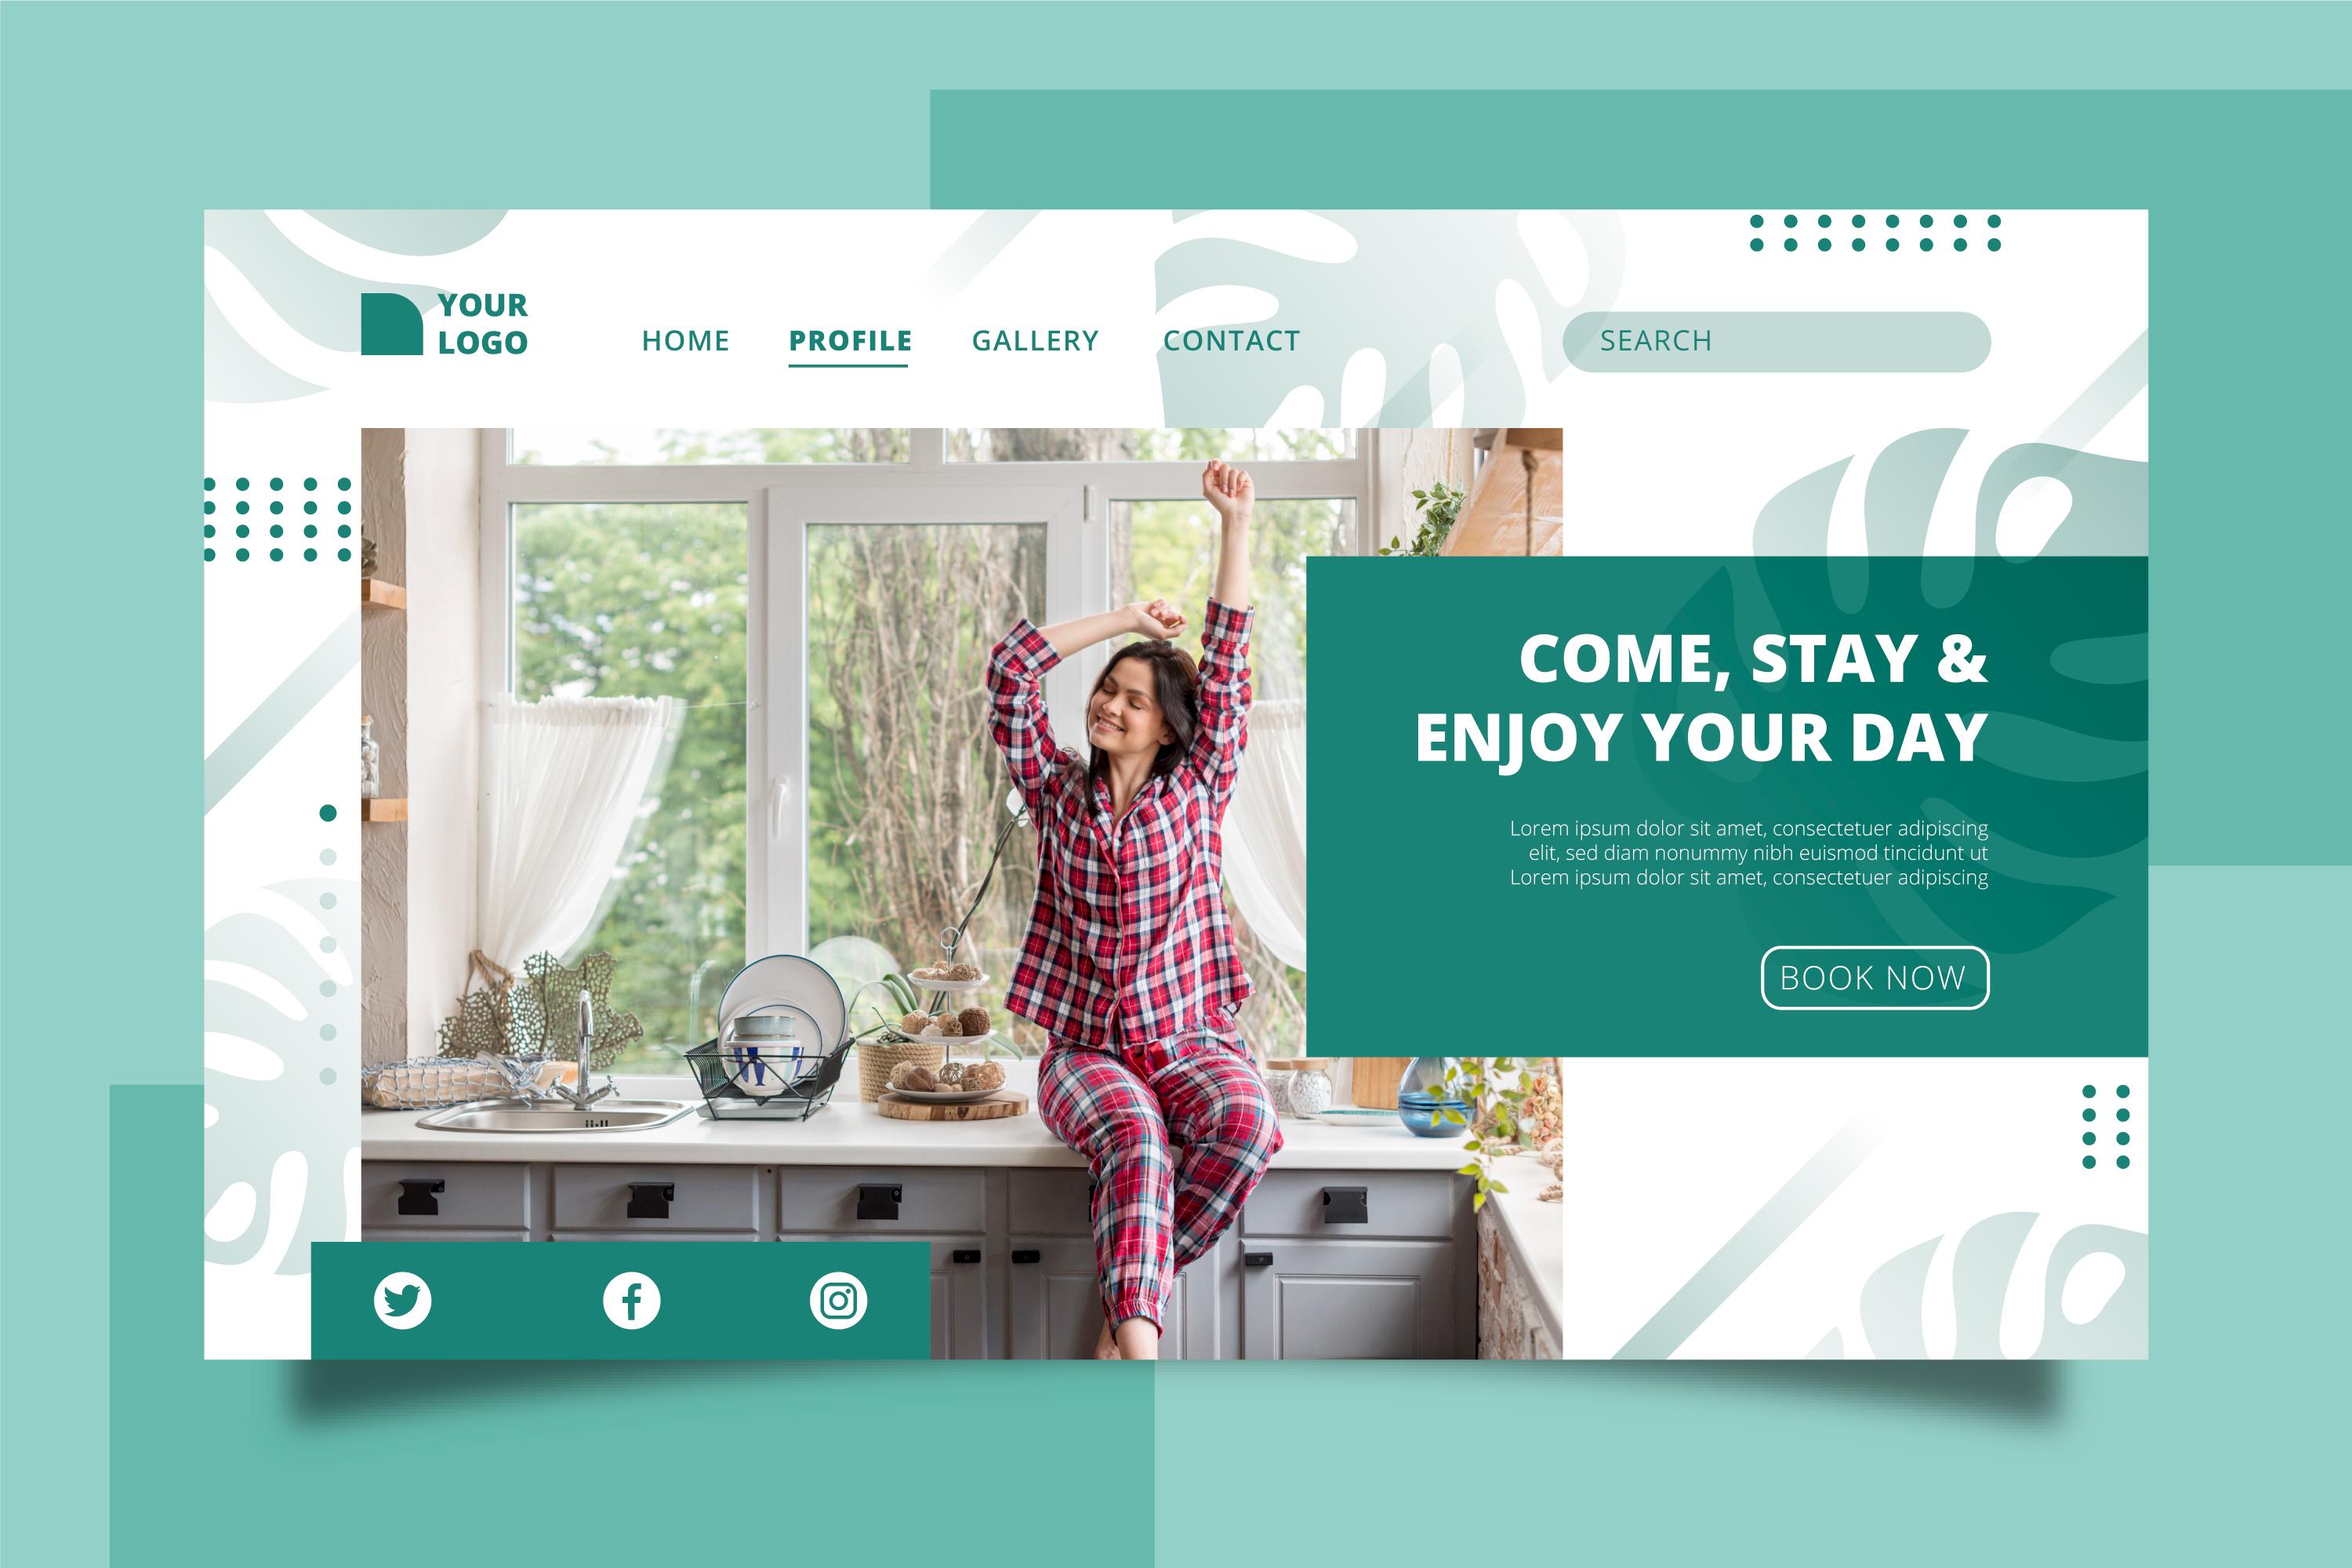 YOUR
LOGO
HOME PROFILE GALLERY CONTACT SEARCH
COME, STAY &
ENJOY YOUR DAY
Lorem ipsum dolor sit amet, consectetuer adipiscing
elit, sed diam nonummy nibh euismod tincidunt ut
Lorem ipsum dolor sit amet, consectetuer adipiscing
BOOK NOW